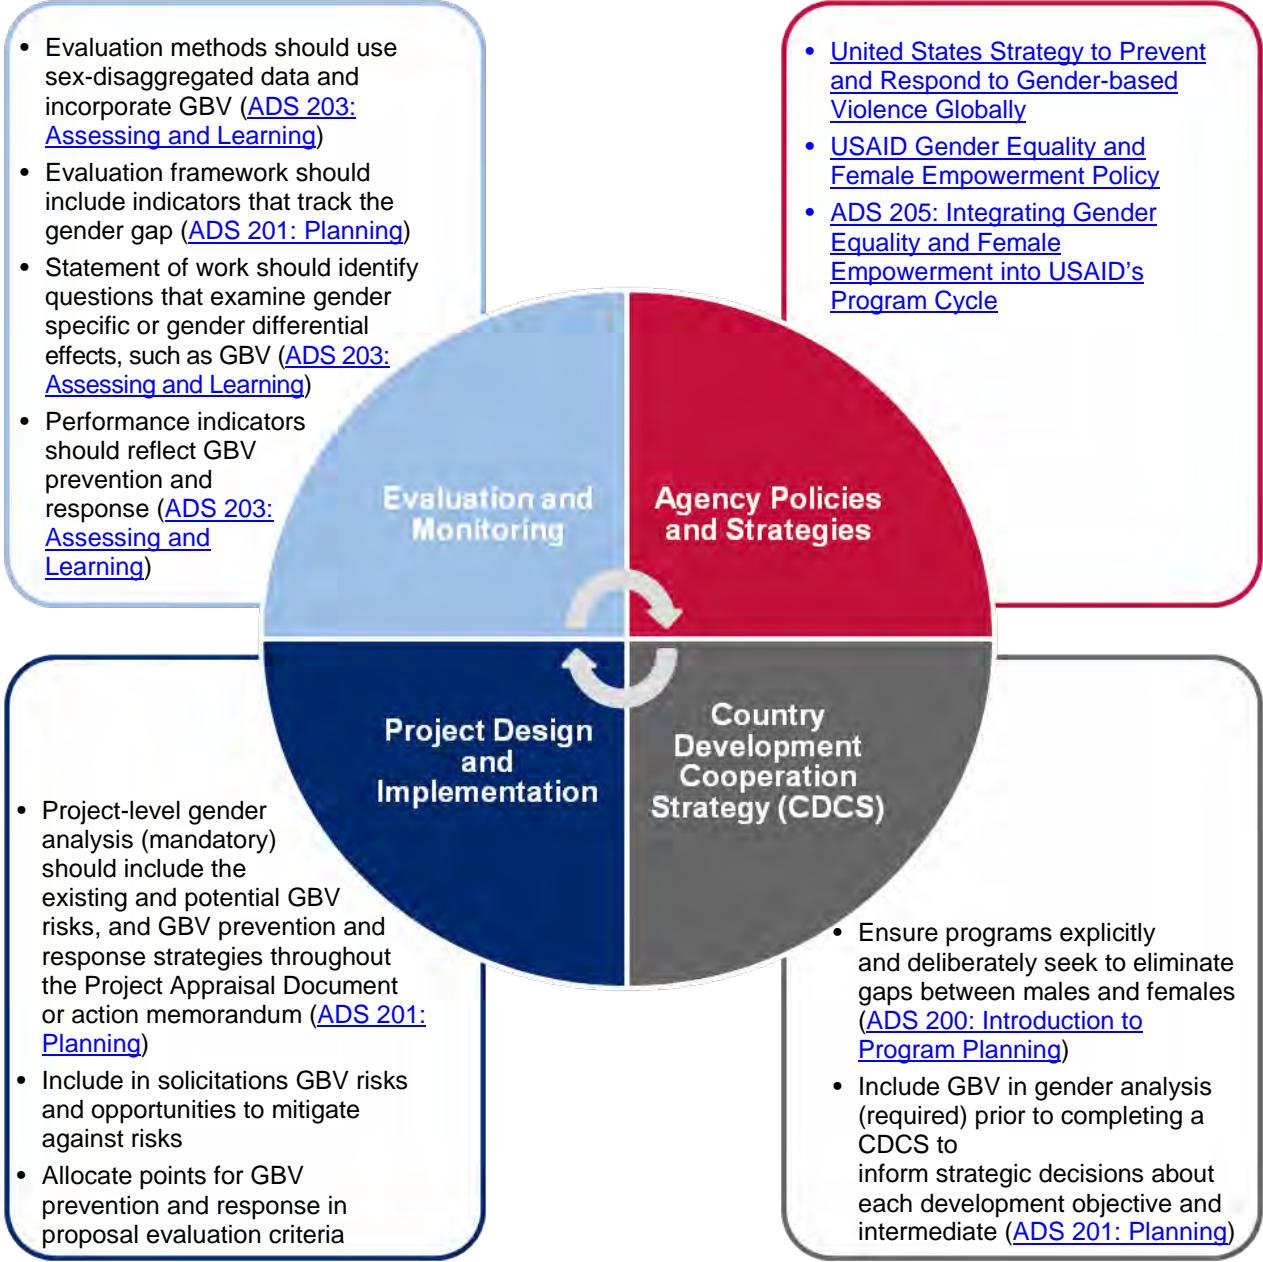 • Evaluation methods should use
sex-disaggregated data and
incorporate GBV (ADS 203:
Assessing and Learning)
• Evaluation framework should
include indicators that track the
gender gap (ADS 201: Planning)
• Statement of work should identify
questions that examine gender
specific or gender differential
effects, such as GBV (ADS 203:
Assessing and Learning)
• Performance indicators
should reflect GBV
prevention and
response (ADS 203:
Assessing and
Learning)
• United States Strategy to Prevent
and Respond to Gender-based
Violence Globally
• USAID Gender Equality and
Female Empowerment Policy
• ADS 205: Integrating Gender
Equality and Female
Empowerment into USAID’s
Program Cycle
Evaluation and
Monitoring
Agency Policies
and Strategies
Project Design
and
Implementation
Country
Development
Cooperation
Strategy (CDCS)
• Project-level gender
analysis (mandatory)
should include the
existing and potential GBV
risks, and GBV prevention and
response strategies throughout
the Project Appraisal Document
or action memorandum (ADS 201:
Planning)
• Include in solicitations GBV risks
and opportunities to mitigate
against risks
• Allocate points for GBV
prevention and response in
proposal evaluation criteria
• Ensure programs explicitly
and deliberately seek to eliminate
gaps between males and females
(ADS 200: Introduction to
Program Planning)
• Include GBV in gender analysis
(required) prior to completing a
CDCS to
inform strategic decisions about
each development objective and
intermediate (ADS 201: Planning)